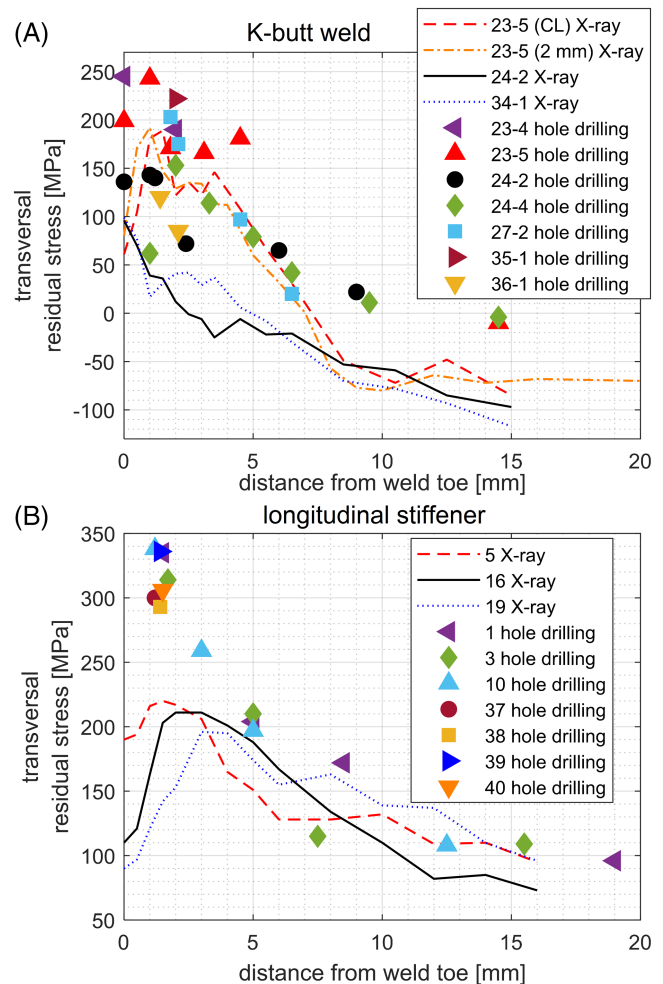 (A)
K-butt weld
transversal
residual stress [MPa]
250
200
150
100
50
0
-50
-100
0 5 10 15 20
distance from weld toe [mm]
23-5 (CL) X-ray
23-5 (2 mm) X-ray
24-2 X-ray
34-1 X-ray
23-4 hole drilling
23-5 hole drilling
24-2 hole drilling
24-4 hole drilling
27-2 hole drilling
35-1 hole drilling
36-1 hole drilling
(B)
longitudinal stiffener
transversal
residual stress [MPa]
350
300
250
200
150
100
50
0 5 10 15 20
distance from weld toe [mm]
5 X-ray
16 X-ray
19 X-ray
1 hole drilling
3 hole drilling
10 hole drilling
37 hole drilling
38 hole drilling
39 hole drilling
40 hole drilling